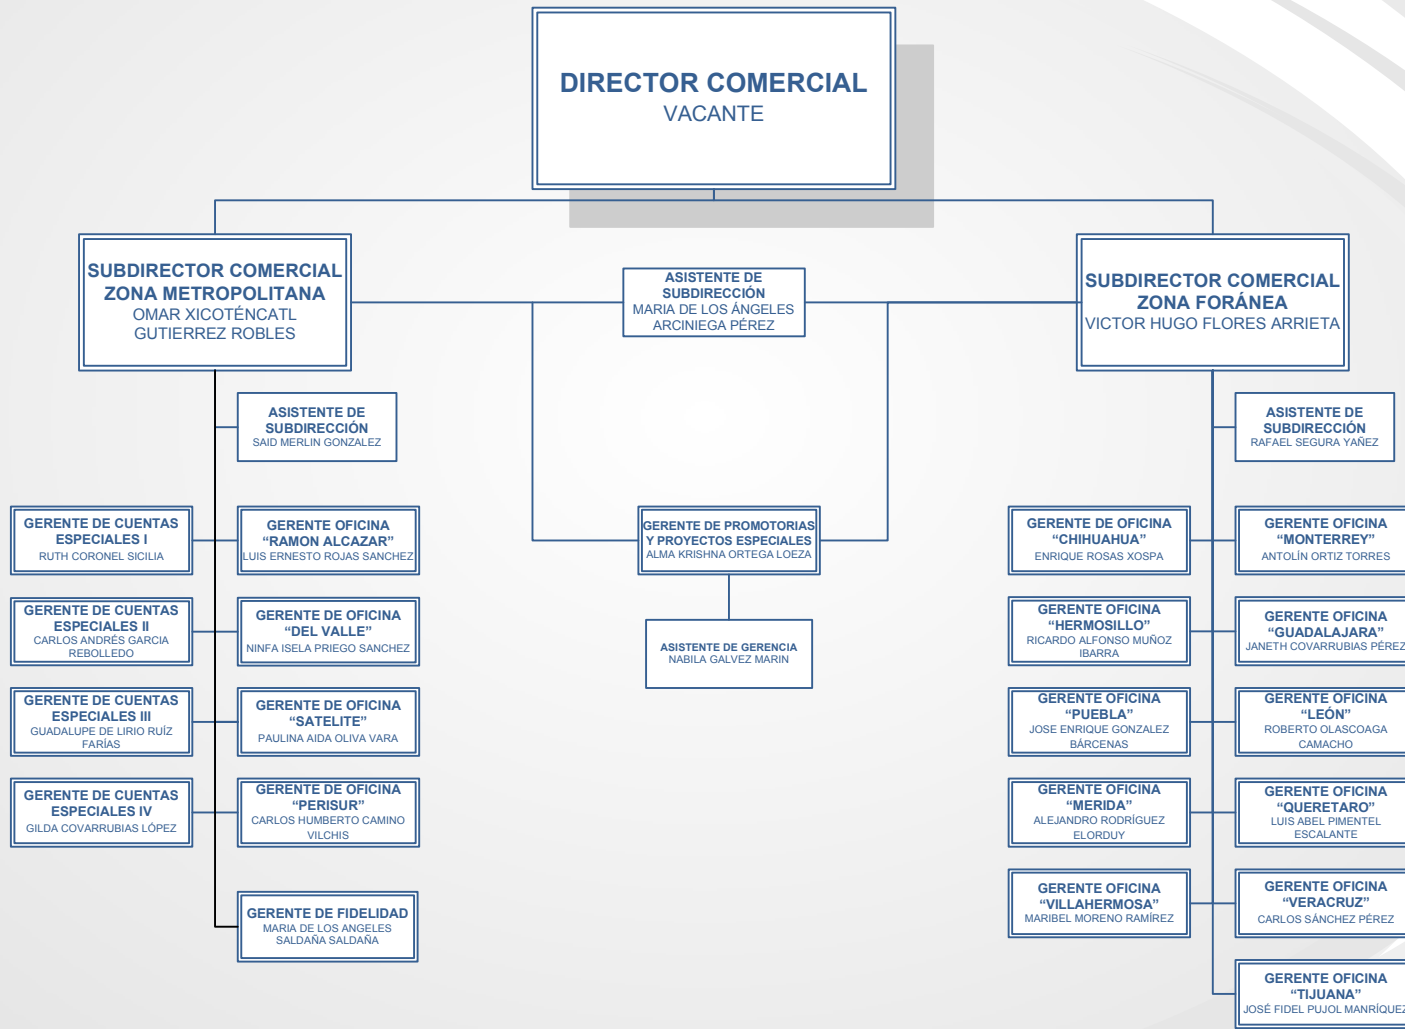 DIRECTOR COMERCIAL
VACANTE
SUBDIRECTOR COMERCIAL
ZONA METROPOLITANA
OMAR XICOTÉNCATL
GUTIERREZ ROBLES
ASISTENTE DE
SUBDIRECCIÓN
MARIA DE LOS ÁNGELES
ARCINIEGA PÉREZ
SUBDIRECTOR COMERCIAL
ZONA FORÁNEA
VICTOR HUGO FLORES ARRIETA
ASISTENTE DE
SUBDIRECCIÓN
SAID MERLIN GONZALEZ
ASISTENTE DE
SUBDIRECCIÓN
RAFAEL SEGURA YAÑEZ
GERENTE DE CUENTAS
ESPECIALES I
RUTH CORONEL SICILIA
GERENTE OFICINA
“RAMON ALCAZAR”
LUIS ERNESTO ROJAS SANCHEZ
GERENTE DE PROMOTORIAS
Y PROYECTOS ESPECIALES
ALMA KRISHNA ORTEGA LOEZA
GERENTE DE OFICINA
“CHIHUAHUA”
ENRIQUE ROSAS XOSPA
GERENTE OFICINA
“MONTERREY”
ANTOLÍN ORTIZ TORRES
GERENTE DE CUENTAS
ESPECIALES II
CARLOS ANDRÉS GARCIA
REBOLLEDO
GERENTE DE OFICINA
“DEL VALLE”
NINFA ISELA PRIEGO SANCHEZ
ASISTENTE DE GERENCIA
NABILA GALVEZ MARIN
GERENTE OFICINA
“HERMOSILLO”
RICARDO ALFONSO MUÑOZ
IBARRA
GERENTE OFICINA
“GUADALAJARA”
JANETH COVARRUBIAS PÉREZ
GERENTE DE CUENTAS
ESPECIALES III
GUADALUPE DE LIRIO RUÍZ
FARÍAS
GERENTE DE OFICINA
“SATELITE”
PAULINA AIDA OLIVA VARA
GERENTE OFICINA
“PUEBLA”
JOSE ENRIQUE GONZALEZ
BÁRCENAS
GERENTE OFICINA
“LEÓN”
ROBERTO OLASCOAGA
CAMACHO
GERENTE DE CUENTAS
ESPECIALES IV
GILDA COVARRUBIAS LÓPEZ
GERENTE DE OFICINA
“PERISUR”
CARLOS HUMBERTO CAMINO
VILCHIS
GERENTE OFICINA
“MERIDA”
ALEJANDRO RODRÍGUEZ
ELORDUY
GERENTE OFICINA
“QUERETARO”
LUIS ABEL PIMENTEL
ESCALANTE
GERENTE DE FIDELIDAD
MARIA DE LOS ANGELES
SALDAÑA SALDAÑA
GERENTE OFICINA
“VILLAHERMOSA”
MARIBEL MORENO RAMÍREZ
GERENTE OFICINA
“VERACRUZ”
CARLOS SÁNCHEZ PÉREZ
GERENTE OFICINA
“TIJUANA”
JOSÉ FIDEL PUJOL MANRÍQUEZ